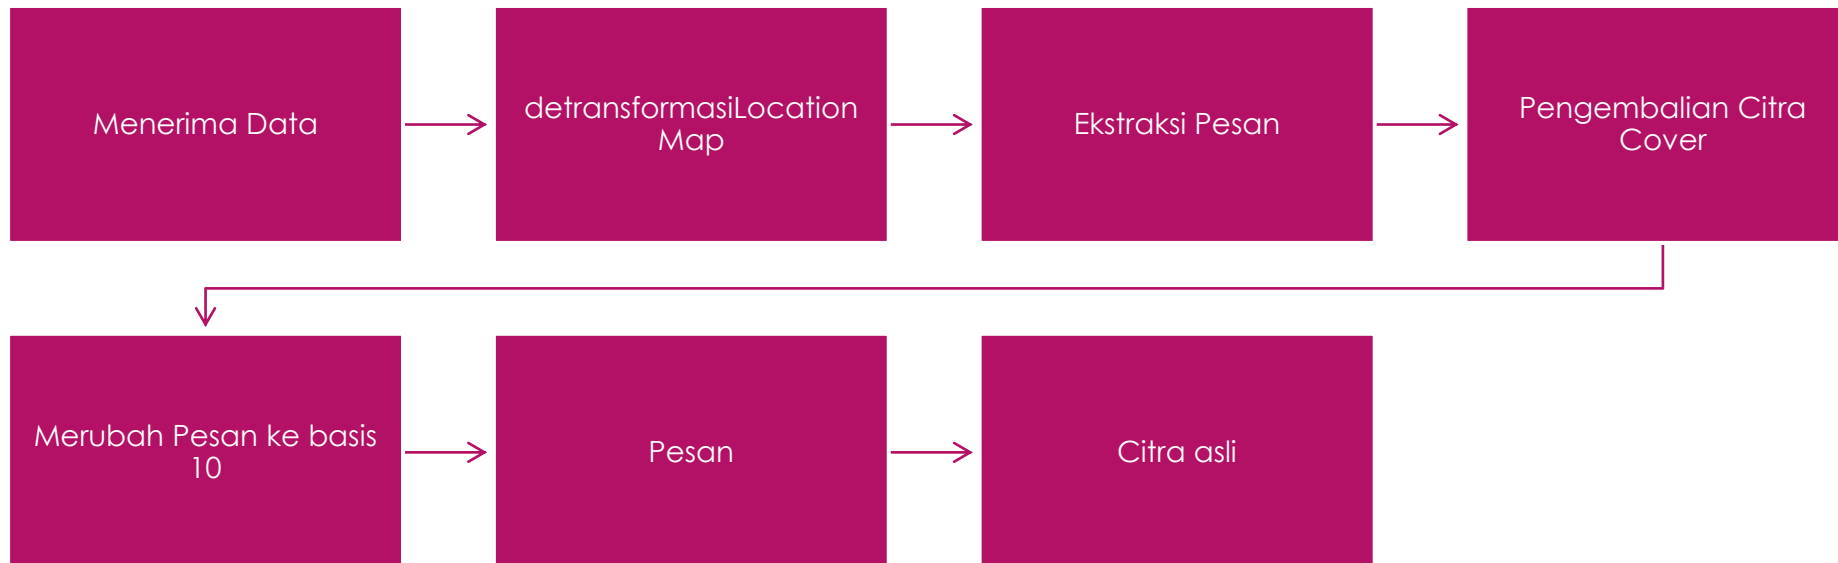 Menerima Data
detransformasiLocation
Map
Ekstraksi Pesan
Pengembalian Citra
Cover
Merubah Pesan ke basis
10
Pesan
Citra asli